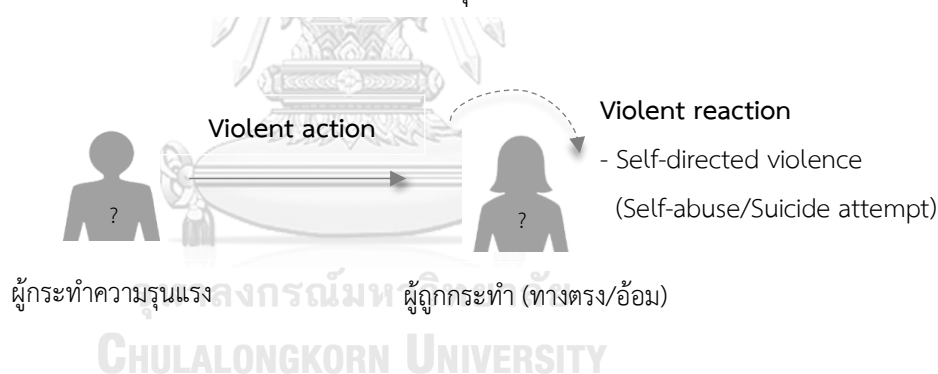 Violent action
Violent reaction
- Self-directed violence
(Self-abuse/Suicide attempt)
?
?
ผู้กระทำความรุนแรง
ผู้ถูกกระทำ (ทางตรง/อ้อม)
CHULALONGKORN UNIVERSITY